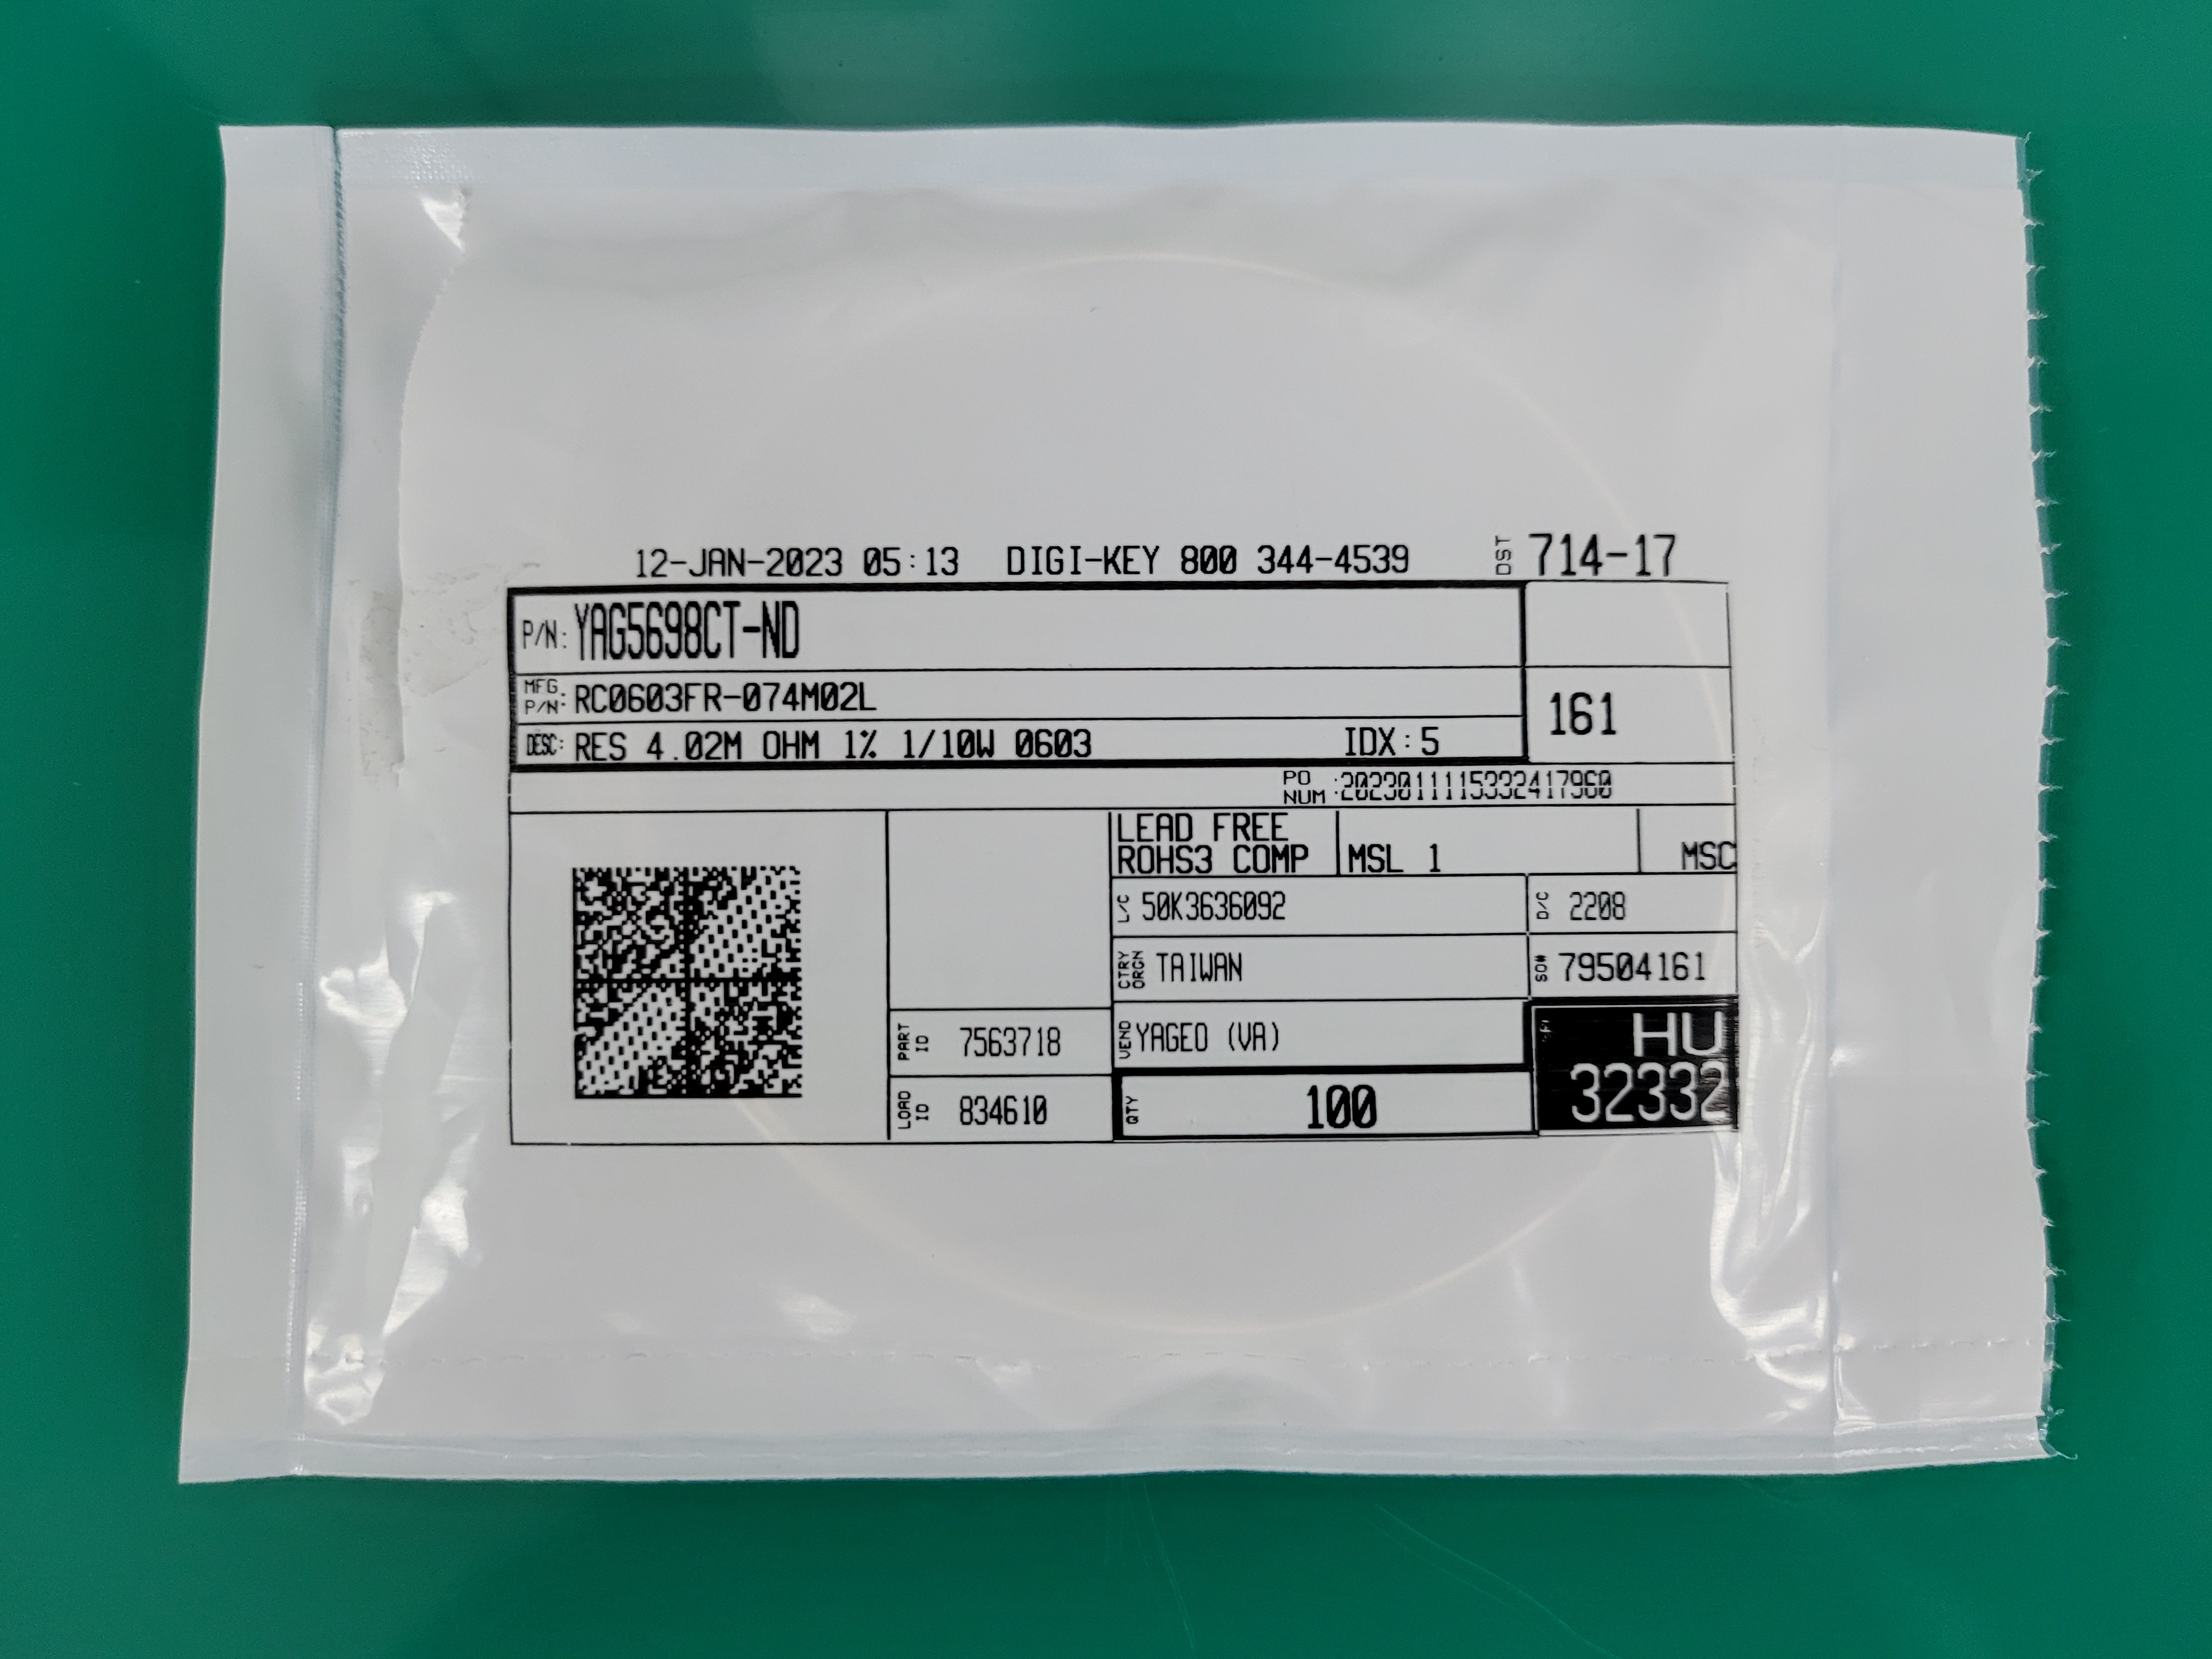 12-JAN-2023 05:13 DIGI-KEY 800 344-4539 DST 714-17
P/N: YAG5698CT-ND
MFG. P/N: RC0603FR-074M02L
161
DESC: RES 4.02M OHM 1% 1/10W 0603 IDX:5
PO NUM :2023011115332417960
LEAD FREE
ROHS3 COMP
MSL 1
MSC
L/C 50K3636092
D/C 2208
CTRY ORGN TAIWAN
SO# 79504161
PART ID 7563718
VEND YAGEO (VA)
HU
32332
LOAD ID 834610
QTY 100